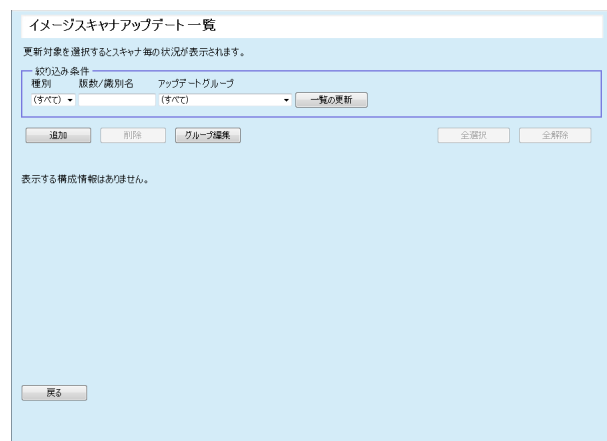 イメージスキャナアップデート 一覧
更新対象を選択するとスキャナ毎の状況が表示されます。
絞り込み条件
種別 版数/識別名 アップデートグループ
(すべて) (すべて) 一覧の更新
追加 削除 グループ編集 全選択 全解除
表示する構成情報はありません。
戻る